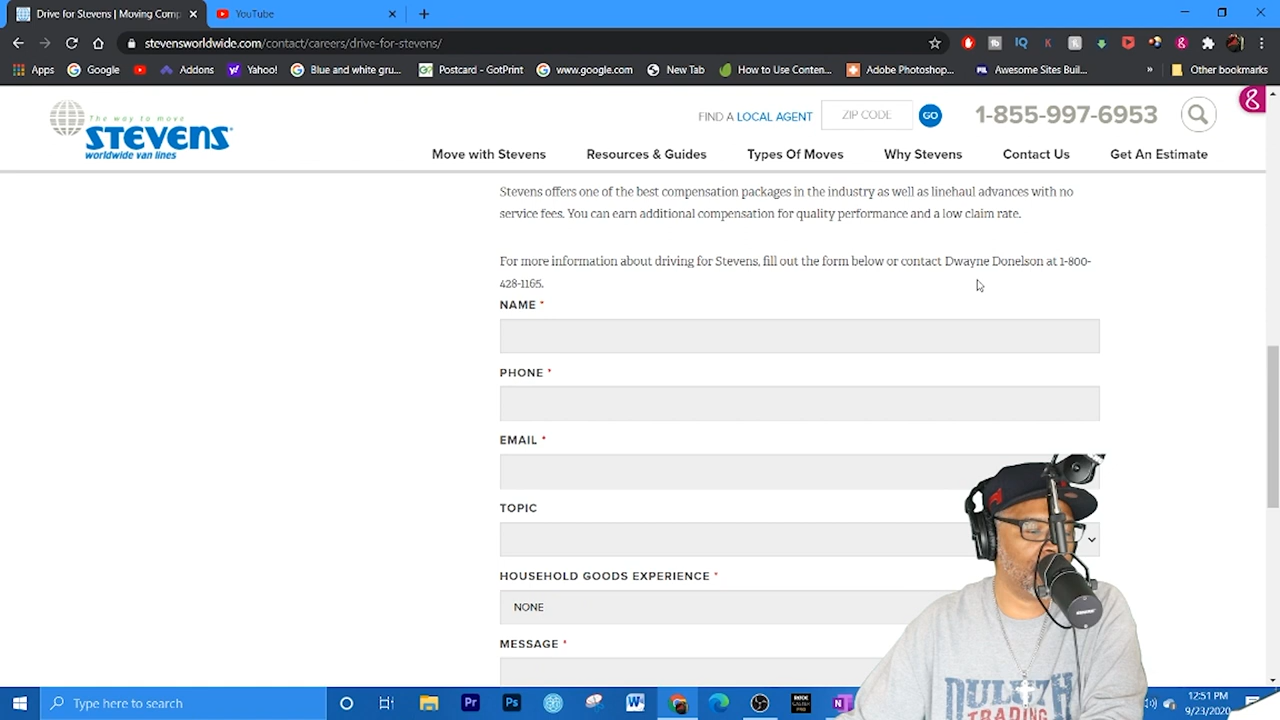 Drive for Stevens | Moving Comp
YouTube
stevensworldwide.com/contact/careers/drive-for-stevens/
Apps
Google
Addons
Yahoo!
Blue and white gru...
Postcard - GotPrint
www.google.com
New Tab
How to Use Conten...
Adobe Photoshop...
Awesome Sites Buil...
»
Other bookmarks
The way to move
STEVENS
worldwide van lines
FIND A LOCAL AGENT
ZIP CODE
GO
1-855-997-6953
Move with Stevens
Resources & Guides
Types Of Moves
Why Stevens
Contact Us
Get An Estimate
Stevens offers one of the best compensation packages in the industry as well as linehaul advances with no
service fees. You can earn additional compensation for quality performance and a low claim rate.
For more information about driving for Stevens, fill out the form below or contact Dwayne Donelson at 1-800-
428-1165.
NAME *
PHONE *
EMAIL *
TOPIC
HOUSEHOLD GOODS EXPERIENCE *
NONE
MESSAGE *
DULUTH
TRADING
Type here to search
12:51 PM
9/23/2020